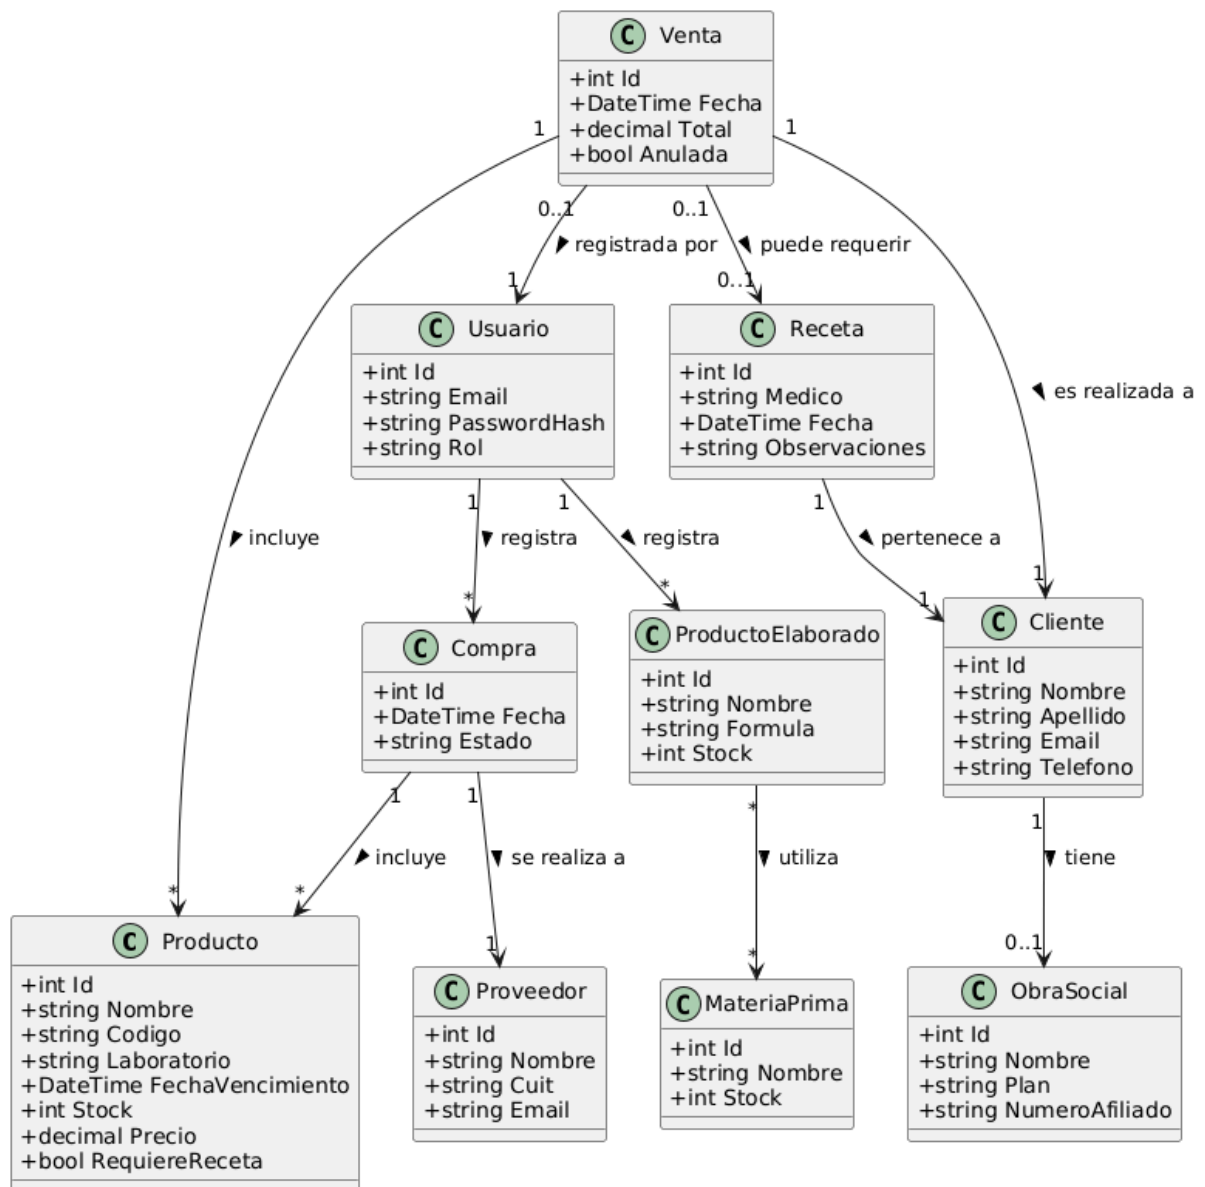 C Venta
+int Id
+DateTime Fecha
+decimal Total
+bool Anulada
1
1
0..1
0..1
registrada por
puede requerir
1
0..1
C Usuario
+int Id
+string Email
+string PasswordHash
+string Rol
C Receta
+int Id
+string Medico
+DateTime Fecha
+string Observaciones
es realizada a
1
1
1
incluye
registra
registra
pertenece a
*
*
1
1
C Compra
+int Id
+DateTime Fecha
+string Estado
C ProductoElaborado
+int Id
+string Nombre
+string Formula
+int Stock
C Cliente
+int Id
+string Nombre
+string Apellido
+string Email
+string Telefono
1
1
*
1
incluye
se realiza a
utiliza
tiene
*
*
1
*
0..1
C Producto
+int Id
+string Nombre
+string Codigo
+string Laboratorio
+DateTime FechaVencimiento
+int Stock
+decimal Precio
+bool RequiereReceta
C Proveedor
+int Id
+string Nombre
+string Cuit
+string Email
C MateriaPrima
+int Id
+string Nombre
+int Stock
C ObraSocial
+int Id
+string Nombre
+string Plan
+string NumeroAfiliado